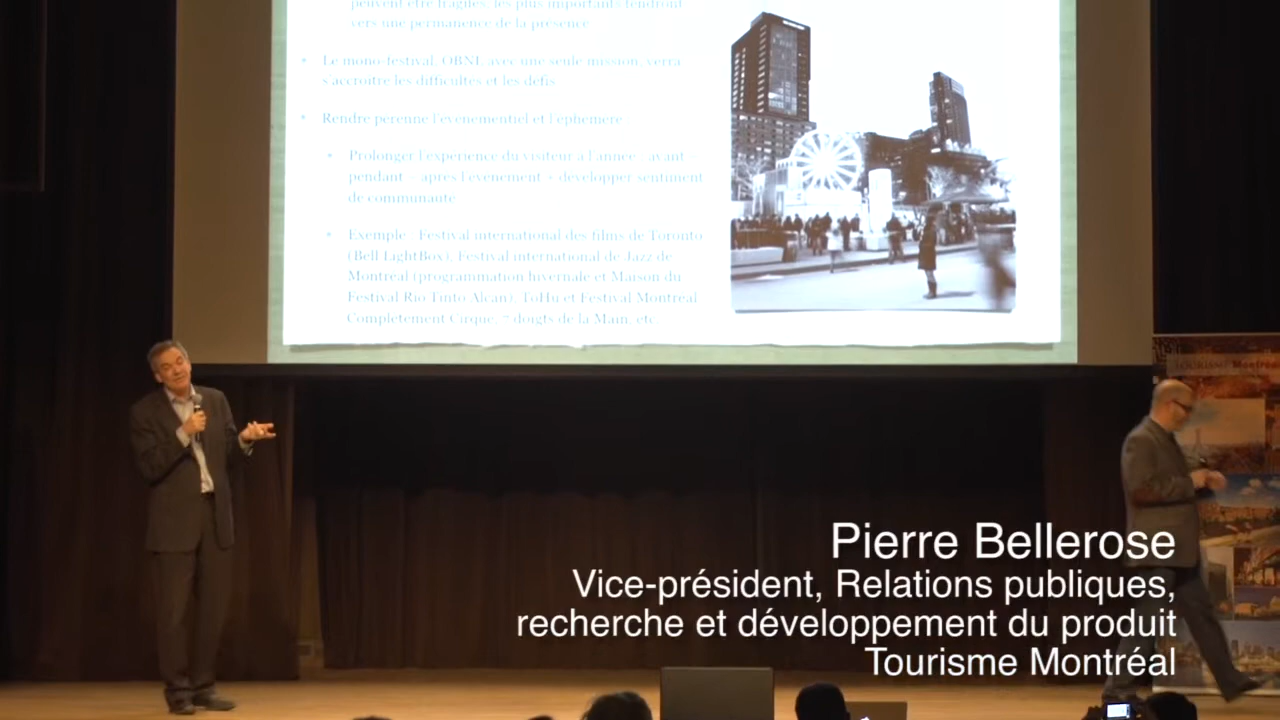 peuvent être fragiles, les plus importants tendront
vers une permanence de la présence
• Le mono-festival, OBNL avec une seule mission, verra
s'accroître les difficultés et les défis
• Rendre pérenne l'événementiel et l'éphémère
• Prolonger l'expérience du visiteur à l'année : avant –
pendant – après l'événement + développer sentiment
de communauté
• Exemple : Festival international des films de Toronto
(Bell LightBox), Festival international de Jazz de
Montréal (programmation hivernale et Maison du
Festival Rio Tinto Alcan), ToHu et Festival Montréal
Complètement Cirque, 7 doigts de la Main, etc.
TOURISME Montréal
Pierre Bellerose
Vice-président, Relations publiques,
recherche et développement du produit
Tourisme Montréal